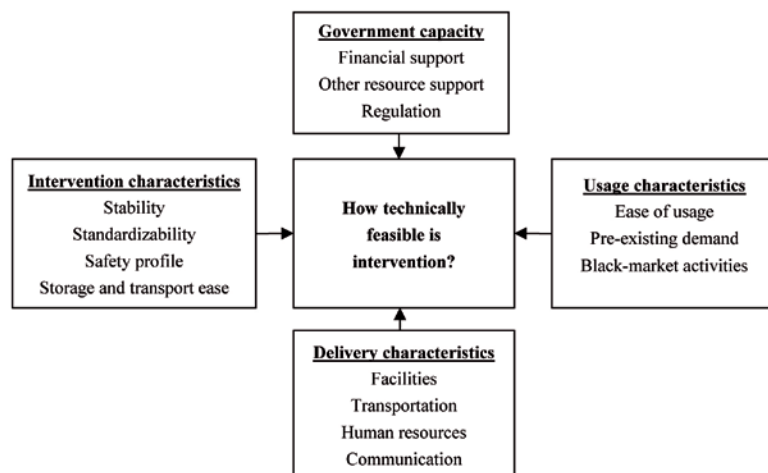 Government capacity
Financial support
Other resource support
Regulation
Intervention characteristics
Stability
Standardizability
Safety profile
Storage and transport ease
How technically
feasible is
intervention?
Usage characteristics
Ease of usage
Pre-existing demand
Black-market activities
Delivery characteristics
Facilities
Transportation
Human resources
Communication